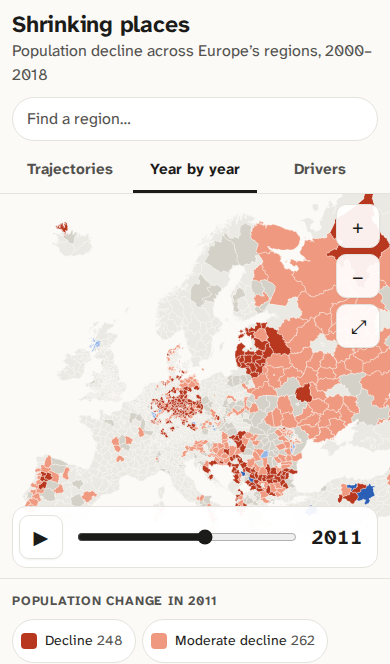 Shrinking places
Population decline across Europe's regions, 2000–
2018
Find a region...
Trajectories Year by year Drivers
+
−
2011
POPULATION CHANGE IN 2011
Decline 248 Moderate decline 262